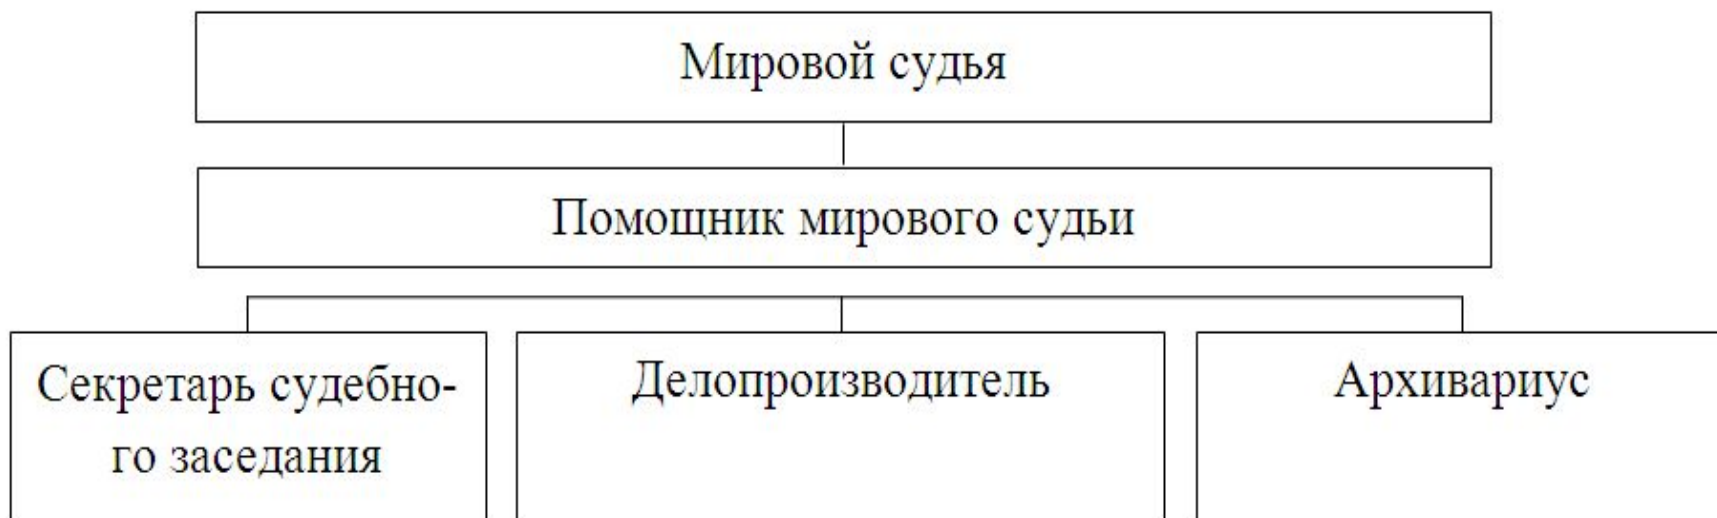 Мировой судья
Помощник мирового судьи
Секретарь судебно-
го заседания
Делопроизводитель
Архивариус